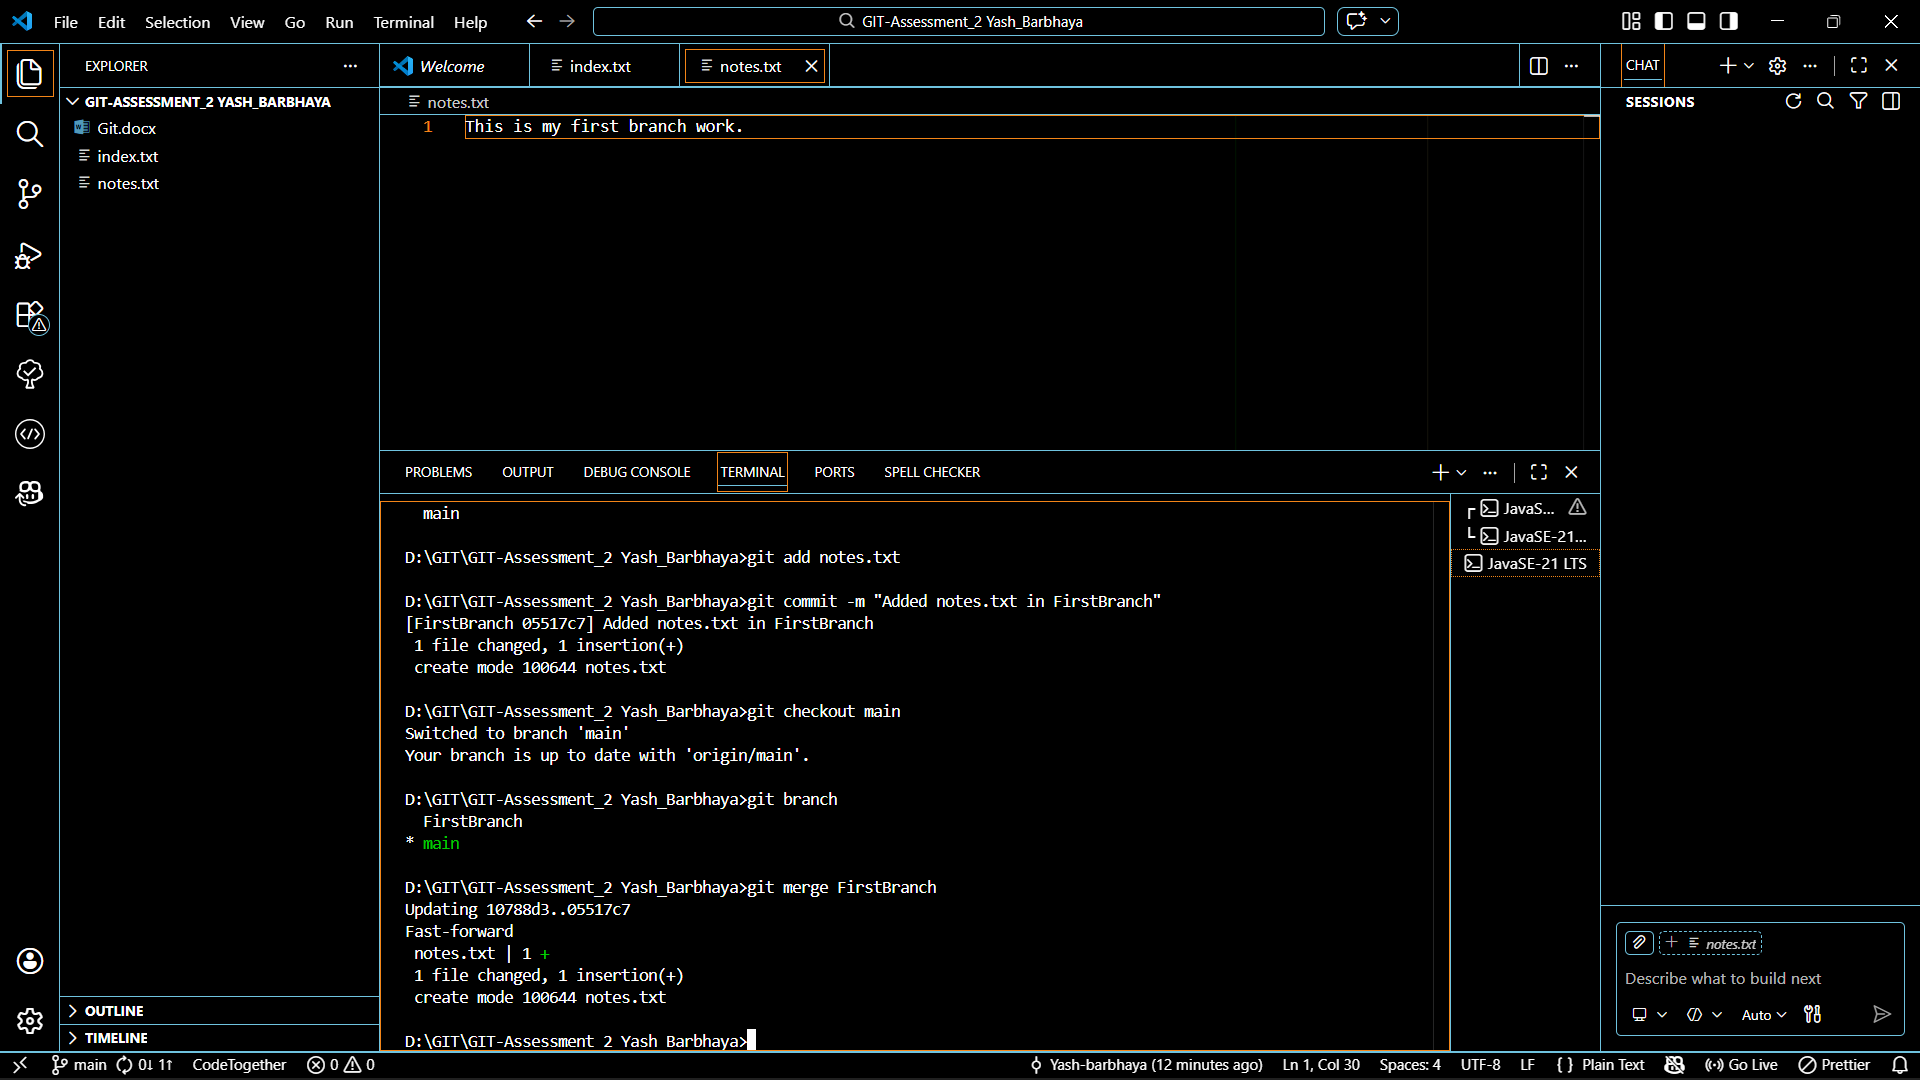 File Edit Selection View Go Run Terminal Help
GIT-Assessment_2 Yash_Barbhaya
EXPLORER
GIT-ASSESSMENT_2 YASH_BARBHAYA
Git.docx
index.txt
notes.txt
OUTLINE
TIMELINE
Welcome
index.txt
notes.txt
notes.txt
1 This is my first branch work.
PROBLEMS OUTPUT DEBUG CONSOLE TERMINAL PORTS SPELL CHECKER
main
D:\GIT\GIT-Assessment_2 Yash_Barbhaya>git add notes.txt
D:\GIT\GIT-Assessment_2 Yash_Barbhaya>git commit -m "Added notes.txt in FirstBranch"
[FirstBranch 05517c7] Added notes.txt in FirstBranch
1 file changed, 1 insertion(+)
create mode 100644 notes.txt
D:\GIT\GIT-Assessment_2 Yash_Barbhaya>git checkout main
Switched to branch 'main'
Your branch is up to date with 'origin/main'.
D:\GIT\GIT-Assessment_2 Yash_Barbhaya>git branch
FirstBranch
* main
D:\GIT\GIT-Assessment_2 Yash_Barbhaya>git merge FirstBranch
Updating 10788d3..05517c7
Fast-forward
notes.txt | 1 +
1 file changed, 1 insertion(+)
create mode 100644 notes.txt
D:\GIT\GIT-Assessment_2 Yash_Barbhaya>
JavaS...
JavaSE-21...
JavaSE-21 LTS
CHAT
SESSIONS
notes.txt
Describe what to build next
Auto
main 0↓ 1↑ CodeTogether 0 0
Yash-barbhaya (12 minutes ago) Ln 1, Col 30 Spaces: 4 UTF-8 LF {} Plain Text Go Live Prettier